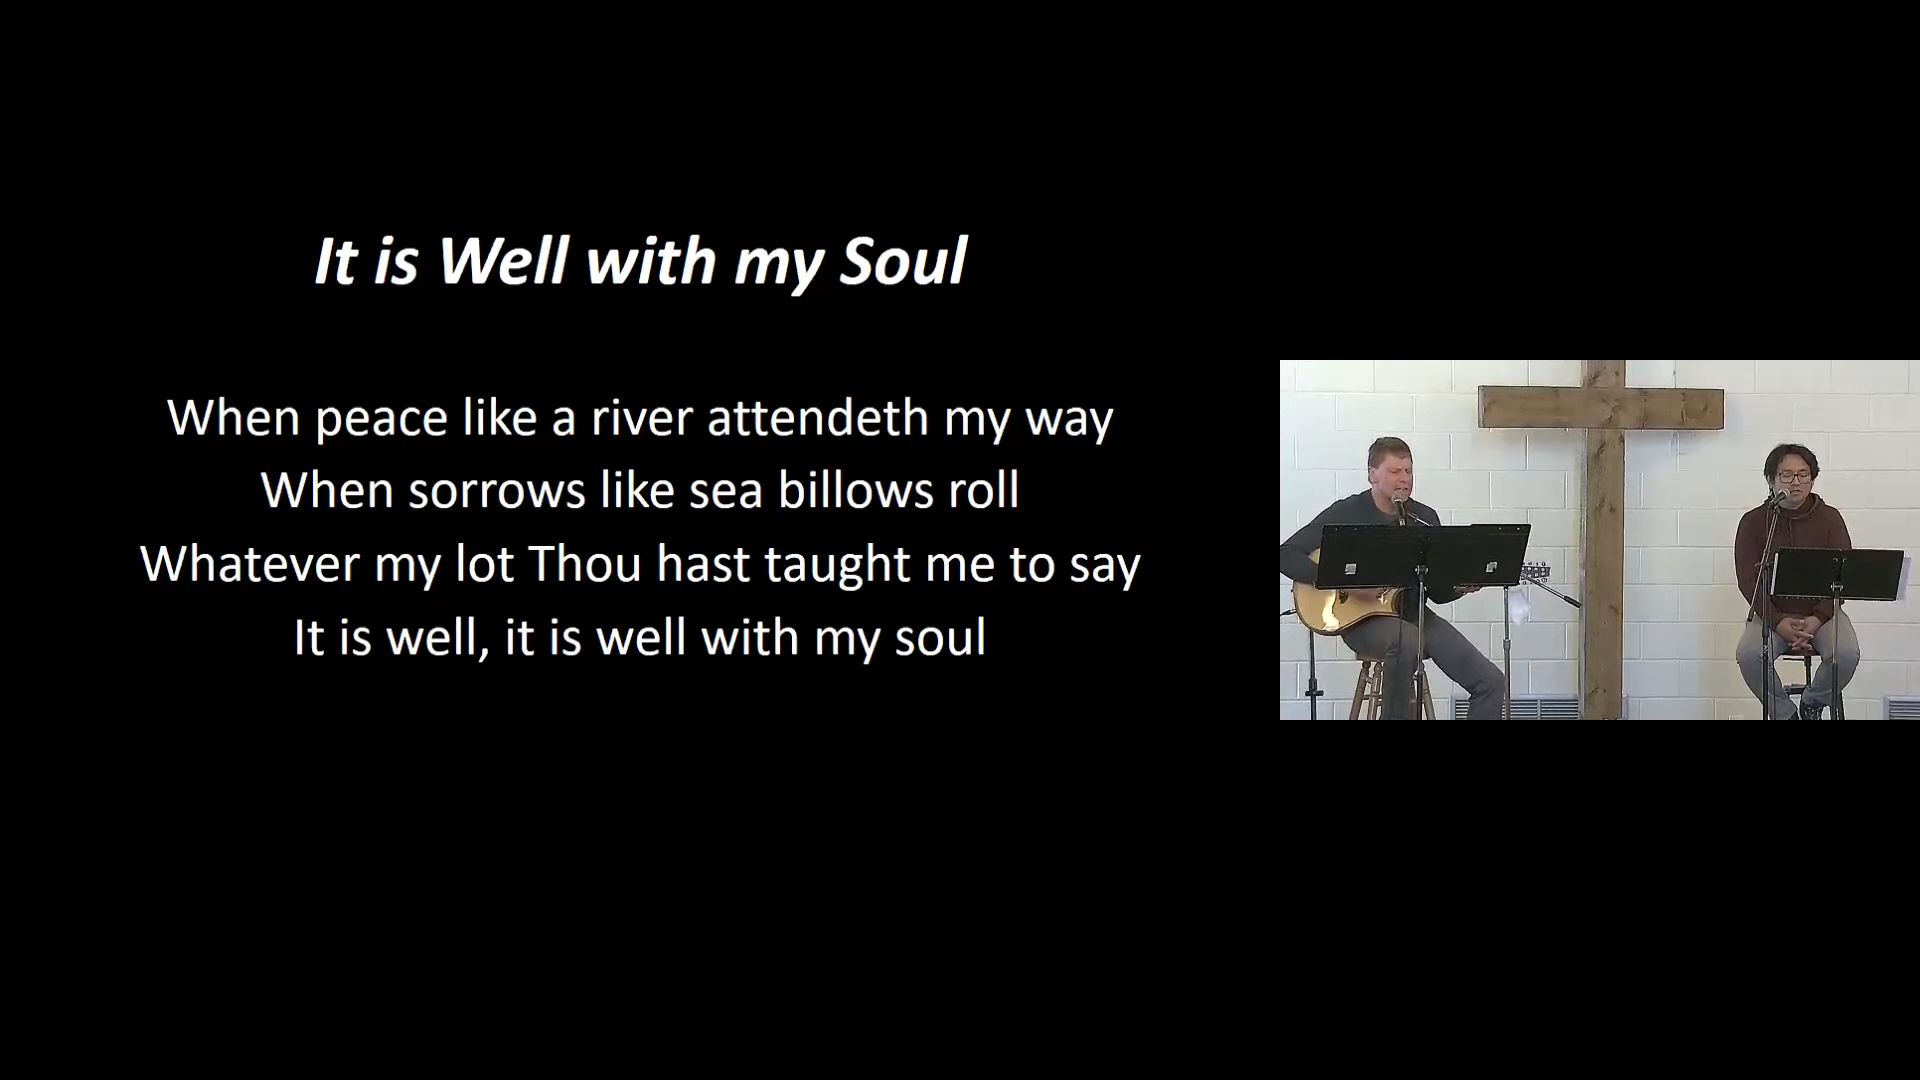 It is Well with my Soul
When peace like a river attendeth my way
When sorrows like sea billows roll
Whatever my lot Thou hast taught me to say
It is well, it is well with my soul